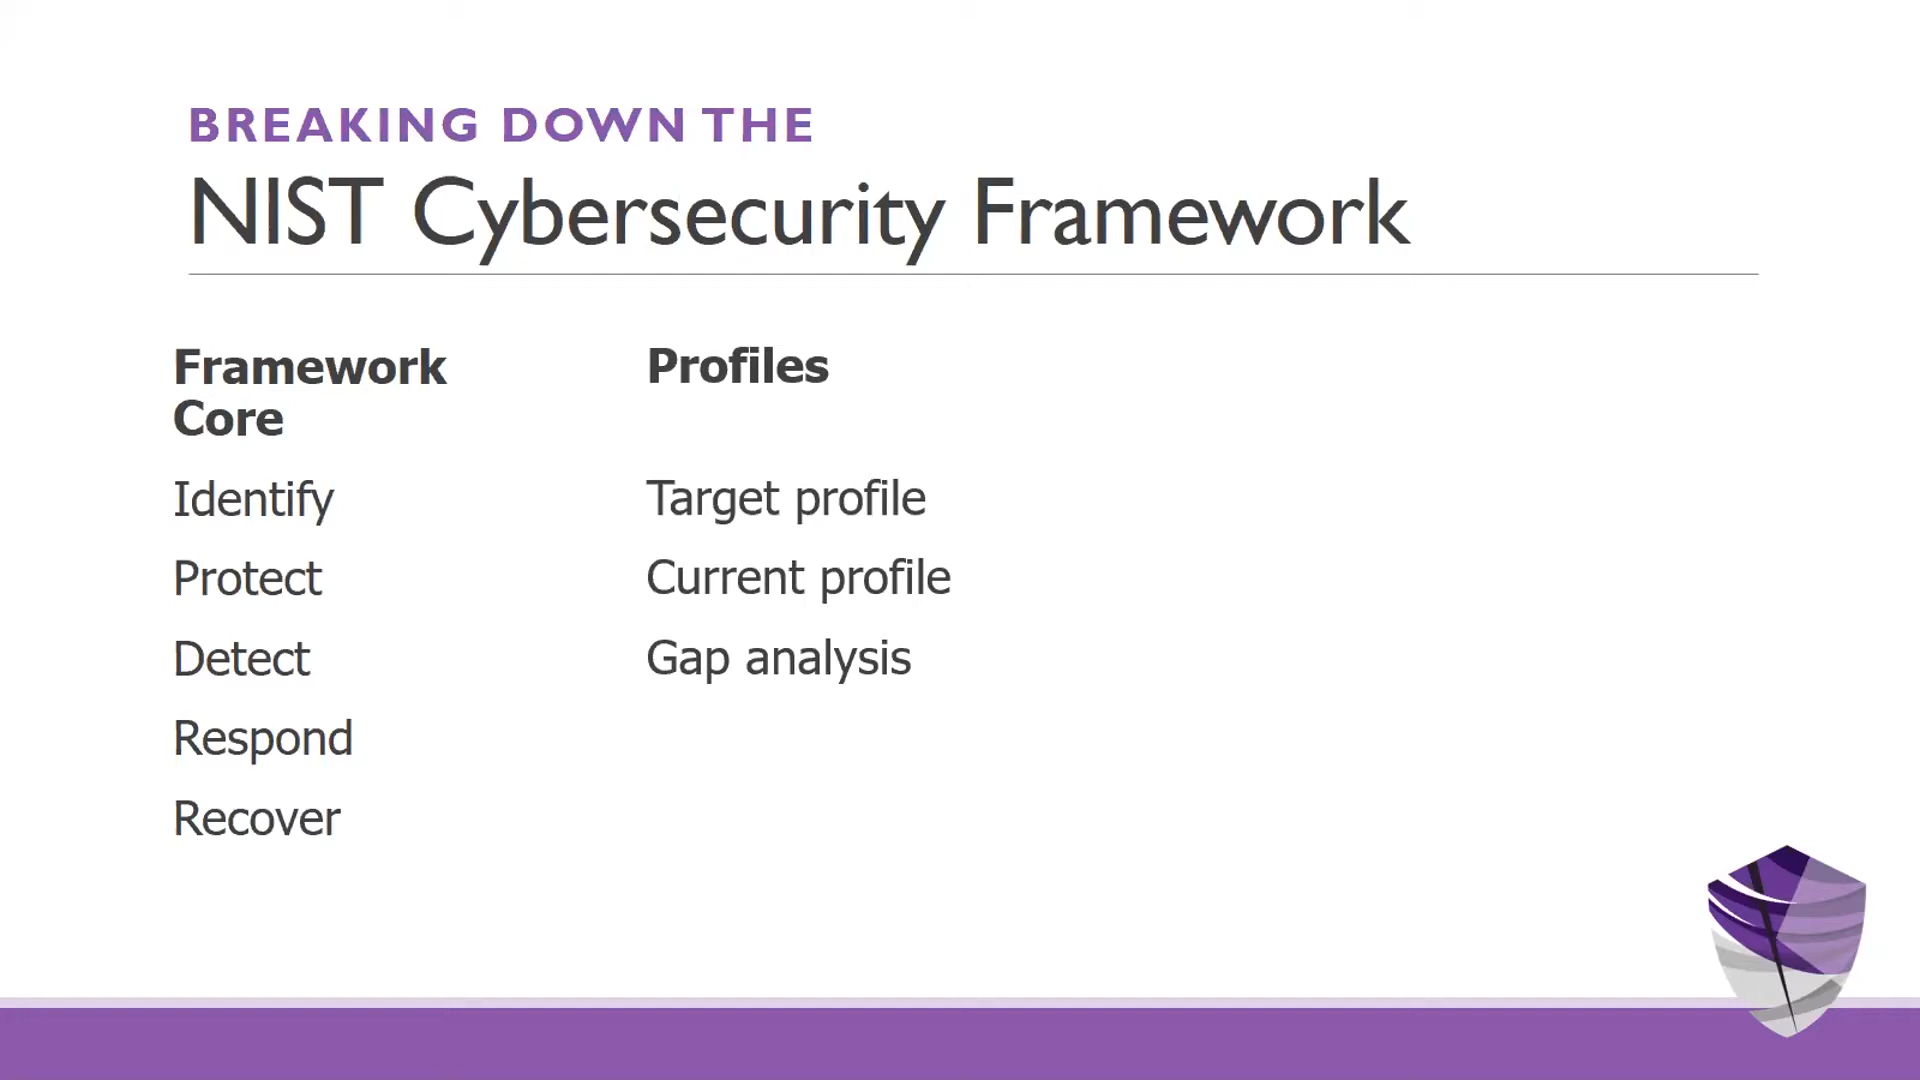 BREAKING DOWN THE
NIST Cybersecurity Framework
Framework
Core
Identify
Protect
Detect
Respond
Recover
Profiles
Target profile
Current profile
Gap analysis